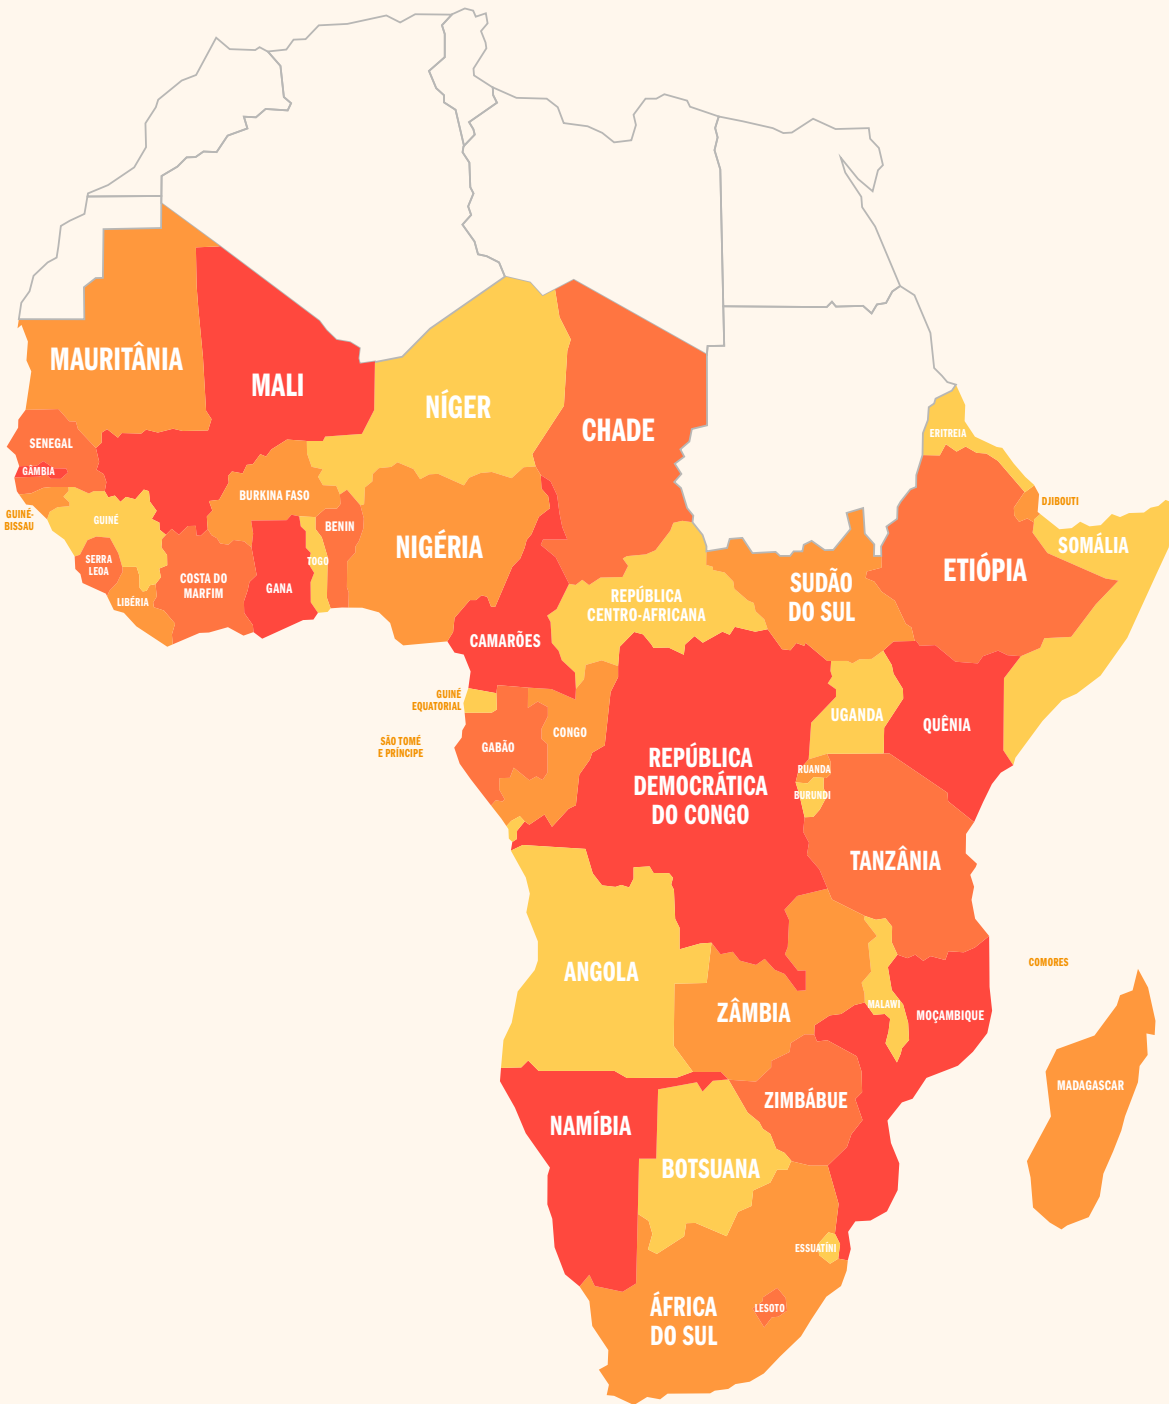 MAURITÂNIA
MALI
NÍGER
CHADE
ERITREIA
SENEGAL
GÂMBIA
GUINÉ-
BISSAU
GUINÉ
BURKINA FASO
BENIN
NIGÉRIA
DJIBOUTI
SOMÁLIA
ETIÓPIA
SERRA
LEOA
LIBÉRIA
COSTA DO
MARFIM
GANA
TOGO
REPÚBLICA
CENTRO-AFRICANA
SUDÃO
DO SUL
CAMARÕES
GUINÉ
EQUATORIAL
SÃO TOMÉ
E PRÍNCIPE
GABÃO
CONGO
UGANDA
QUÊNIA
REPÚBLICA
DEMOCRÁTICA
DO CONGO
RUANDA
BURUNDI
TANZÂNIA
ANGOLA
ZÂMBIA
MALAWI
MOÇAMBIQUE
COMORES
MADAGASCAR
NAMÍBIA
ZIMBÁBUE
BOTSUANA
ESSUATÍNI
LESOTO
ÁFRICA
DO SUL